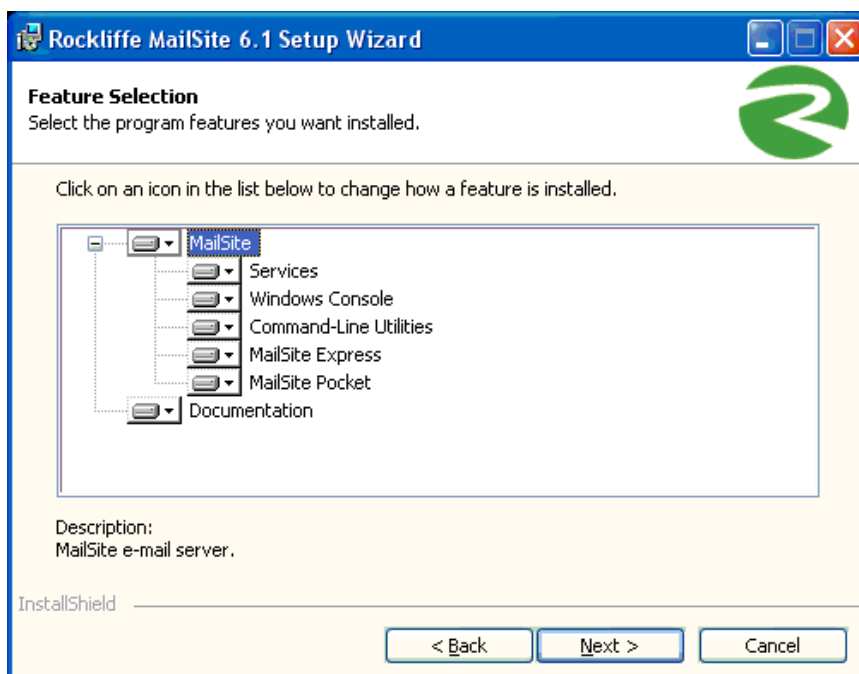 Rockliffe MailSite 6.1 Setup Wizard
Feature Selection
Select the program features you want installed.
Click on an icon in the list below to change how a feature is installed.
MailSite
Services
Windows Console
Command-Line Utilities
MailSite Express
MailSite Pocket
Documentation
Description:
MailSite e-mail server.
InstallShield
< Back Next > Cancel